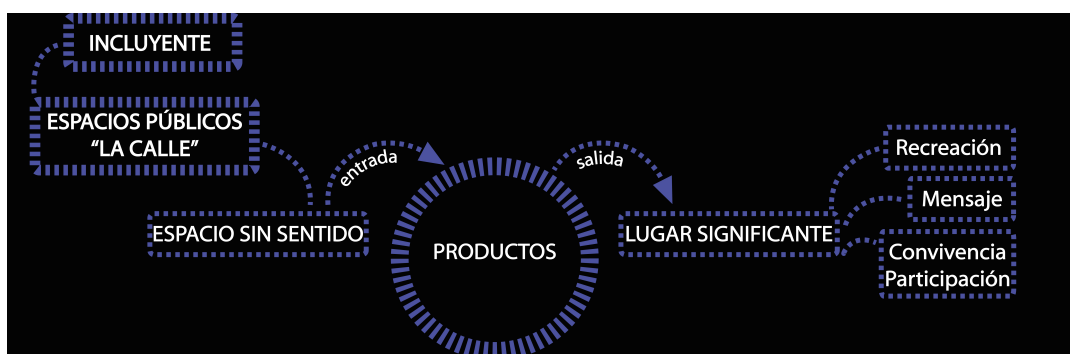 INCLUYENTE
ESPACIOS PÚBLICOS
“LA CALLE”
ESPACIO SIN SENTIDO
entrada
PRODUCTOS
salida
LUGAR SIGNIFICANTE
Recreación
Mensaje
Convivencia
Participación